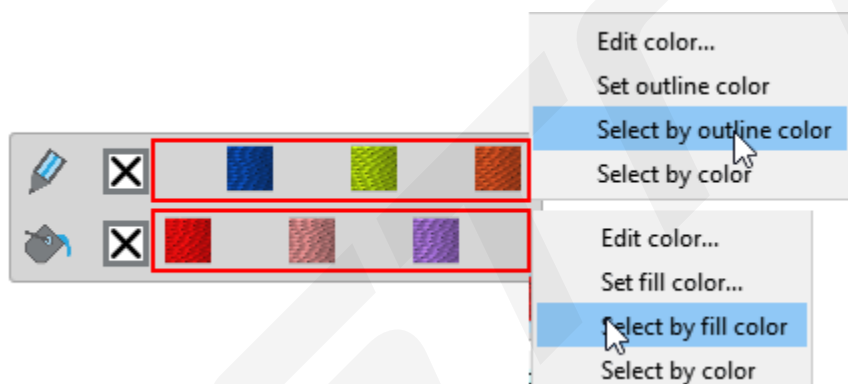 Edit color...
Set outline color
Select by outline color
Select by color
Edit color...
Set fill color...
Select by fill color
Select by color